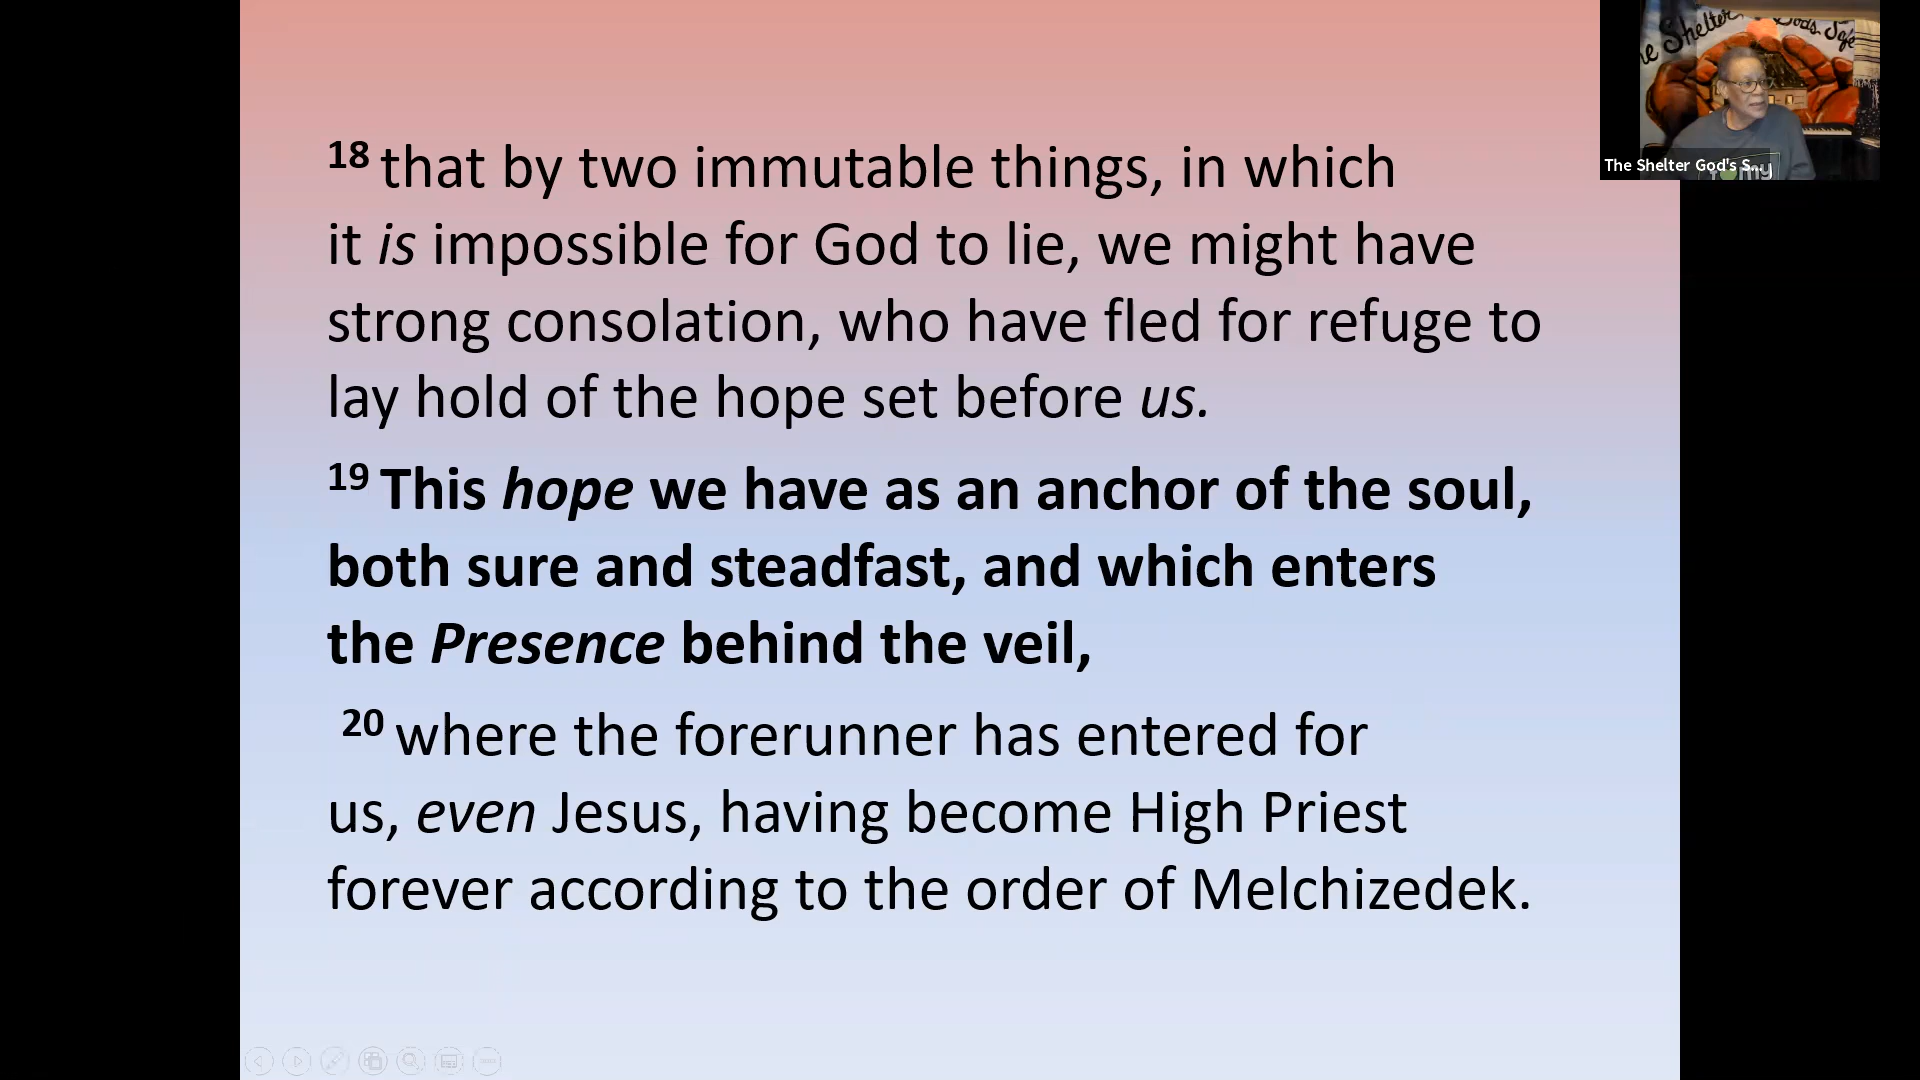 18 that by two immutable things, in which
it is impossible for God to lie, we might have
strong consolation, who have fled for refuge to
lay hold of the hope set before us.
19 This hope we have as an anchor of the soul,
both sure and steadfast, and which enters
the Presence behind the veil,
20 where the forerunner has entered for
us, even Jesus, having become High Priest
forever according to the order of Melchizedek.
Shelter
The Shelter God's S...
my